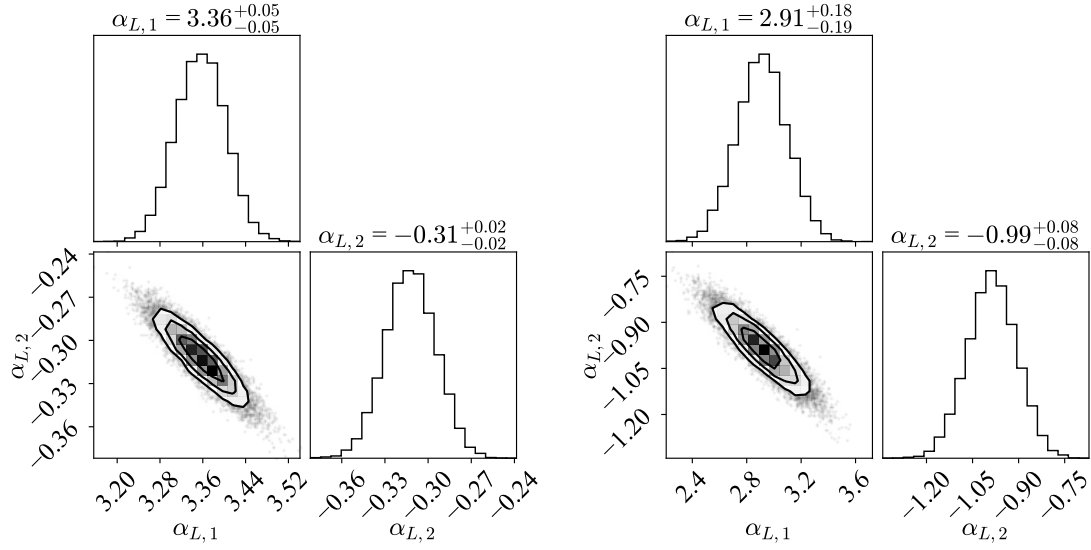 α_{L,1} = 3.36^{+0.05}_{−0.05}
α_{L,2} = −0.31^{+0.02}_{−0.02}
α_{L,2}
−0.24
−0.27
−0.30
−0.33
−0.36
3.20 3.28 3.36 3.44 3.52
α_{L,1}
−0.36 −0.33 −0.30 −0.27 −0.24
α_{L,2}
α_{L,1} = 2.91^{+0.18}_{−0.19}
α_{L,2} = −0.99^{+0.08}_{−0.08}
α_{L,2}
−0.75
−0.90
−1.05
−1.20
2.4 2.8 3.2 3.6
α_{L,1}
−1.20 −1.05 −0.90 −0.75
α_{L,2}